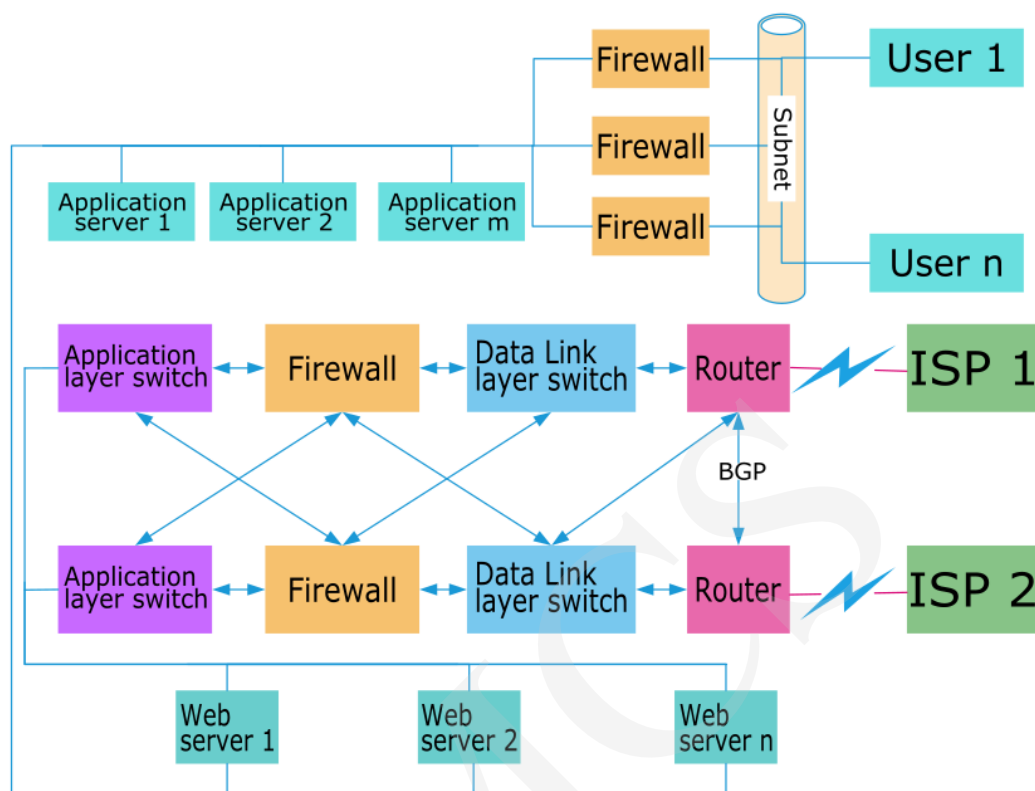 Firewall
User 1
Firewall
Subnet
Application
server 1
Application
server 2
Application
server m
Firewall
User n
Application
layer switch
Firewall
Data Link
layer switch
Router
ISP 1
BGP
Application
layer switch
Firewall
Data Link
layer switch
Router
ISP 2
Web
server 1
Web
server 2
Web
server n